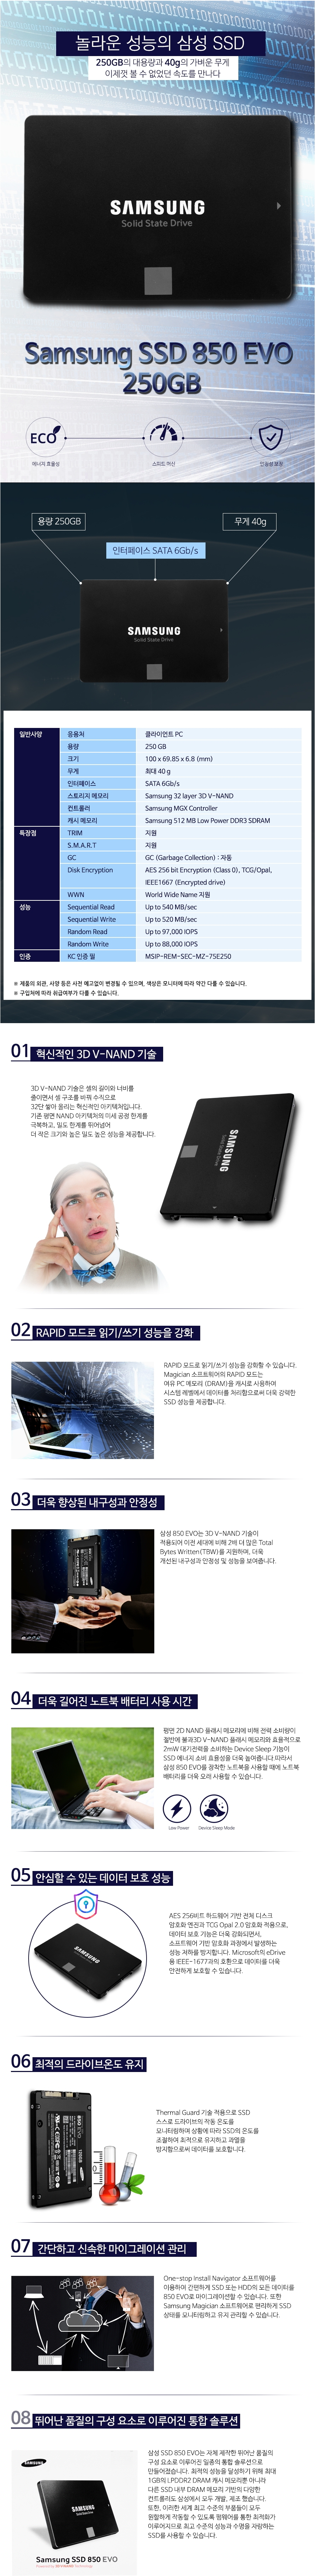 놀라운 성능의 삼성 SSD
250GB의 대용량과 40g의 가벼운 무게
이제껏 볼 수 없었던 속도를 만나다
SAMSUNG
Solid State Drive
Samsung SSD 850 EVO
250GB
ECO
에너지 효율성
스피드 머신
안정성 보장
용량 250GB
무게 40g
인터페이스 SATA 6Gb/s
SAMSUNG
Solid State Drive
일반사양 응용처 클라이언트 PC
용량 250 GB
크기 100 x 69.85 x 6.8 (mm)
무게 최대 40 g
인터페이스 SATA 6Gb/s
스토리지 메모리 Samsung 32 layer 3D V-NAND
컨트롤러 Samsung MGX Controller
캐시 메모리 Samsung 512 MB Low Power DDR3 SDRAM
특장점 TRIM 지원
S.M.A.R.T 지원
GC GC (Garbage Collection) : 자동
Disk Encryption AES 256 bit Encryption (Class 0), TCG/Opal,
IEEE1667 (Encrypted drive)
WWN World Wide Name 지원
성능 Sequential Read Up to 540 MB/sec
Sequential Write Up to 520 MB/sec
Random Read Up to 97,000 IOPS
Random Write Up to 88,000 IOPS
인증 KC 인증 필 MSIP-REM-SEC-MZ-75E250
※ 제품의 외관, 사양 등은 사전 예고없이 변경될 수 있으며, 색상은 모니터에 따라 약간 다를 수 있습니다.
※ 구입처에 따라 취급여부가 다를 수 있습니다.
01 혁신적인 3D V-NAND 기술
3D V-NAND 기술은 셀의 길이와 너비를
줄이면서 셀 구조를 바꿔 수직으로
32단 쌓아 올리는 혁신적인 아키텍처입니다.
기존 평면 NAND 아키텍처의 미세 공정 한계를
극복하고, 밀도 한계를 뛰어넘어
더 작은 크기와 높은 밀도 높은 성능을 제공합니다.
SAMSUNG
02 RAPID 모드로 읽기/쓰기 성능을 강화
RAPID 모드로 읽기/쓰기 성능을 강화할 수 있습니다.
Magician 소프트웨어의 RAPID 모드는
여유 PC 메모리 (DRAM)을 캐시로 사용하여
시스템 레벨에서 데이터를 처리함으로써 더욱 강력한
SSD 성능을 제공합니다.
03 더욱 향상된 내구성과 안정성
삼성 850 EVO는 3D V-NAND 기술이
적용되어 이전 세대에 비해 2배 더 많은 Total
Bytes Written(TBW)를 지원하며, 더욱
개선된 내구성과 안정성 및 성능을 보여줍니다.
04 더욱 길어진 노트북 배터리 사용 시간
평면 2D NAND 플래시 메모리에 비해 전력 소비량이
절반에 불과3D V-NAND 플래시 메모리와 효율적으로
2mW 대기전력을 소비하는 Device Sleep 기능이
SSD 에너지 소비 효율성을 더욱 높여줍니다.따라서
삼성 850 EVO를 장착한 노트북을 사용할 때에 노트북
배터리를 더욱 오래 사용할 수 있습니다.
Low Power
Device Sleep Mode
05 안심할 수 있는 데이터 보호 성능
AES 256비트 하드웨어 기반 전체 디스크
암호화 엔진과 TCG Opal 2.0 암호화 적용으로,
데이터 보호 기능은 더욱 강화되면서,
소프트웨어 기반 암호화 과정에서 발생하는
성능 저하를 방지합니다. Microsoft의 eDrive
용 IEEE-1677과의 호환으로 데이터를 더욱
안전하게 보호할 수 있습니다.
SAMSUNG
06 최적의 드라이브온도 유지
Thermal Guard 기술 적용으로 SSD
스스로 드라이브의 작동 온도를
모니터링하며 상황에 따라 SSD의 온도를
조절하여 최적으로 유지하고 과열을
방지함으로써 데이터를 보호합니다.
07 간단하고 신속한 마이그레이션 관리
One-stop Install Navigator 소프트웨어를
이용하여 간편하게 SSD 또는 HDD의 모든 데이터를
850 EVO로 마이그레이션할 수 있습니다. 또한
Samsung Magician 소프트웨어로 편리하게 SSD
상태를 모니터링하고 유지 관리할 수 있습니다.
08 뛰어난 품질의 구성 요소로 이루어진 통합 솔루션
삼성 SSD 850 EVO는 자체 제작한 뛰어난 품질의
구성 요소로 이루어진 일종의 통합 솔루션으로
만들어졌습니다. 최적의 성능을 달성하기 위해 최대
1GB의 LPDDR2 DRAM 캐시 메모리뿐 아니라
다른 SSD 내부 DRAM 메모리 기반의 다양한
컨트롤러도 삼성에서 모두 개발, 제조 했습니다.
또한, 이러한 세계 최고 수준의 부품들이 모두
원활하게 작동할 수 있도록 펌웨어를 통한 최적화가
이루어지므로 최고 수준의 성능과 수명을 자랑하는
SSD를 사용할 수 있습니다.
SAMSUNG
SAMSUNG
Samsung SSD 850 EVO
Powered by 3D V-NAND Technology